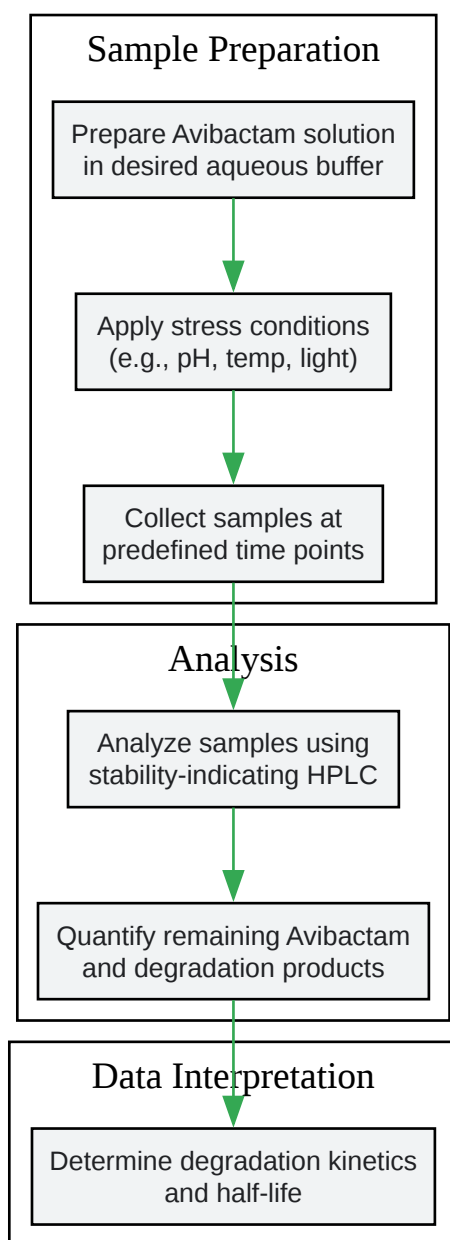 Sample Preparation
Prepare Avibactam solution
in desired aqueous buffer
Apply stress conditions
(e.g., pH, temp, light)
Collect samples at
predefined time points
Analysis
Analyze samples using
stability-indicating HPLC
Quantify remaining Avibactam
and degradation products
Data Interpretation
Determine degradation kinetics
and half-life